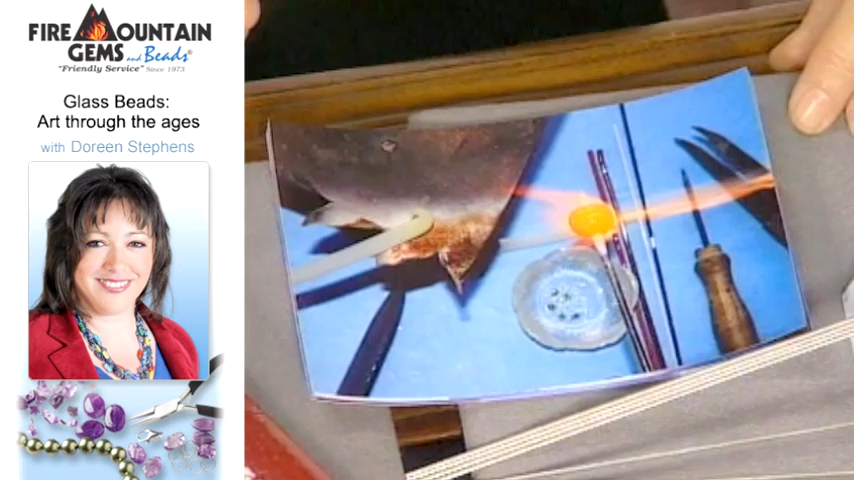 FIRE MOUNTAIN
GEMS and Beads®
"Friendly Service" Since 1973
Glass Beads:
Art through the ages
with Doreen Stephens